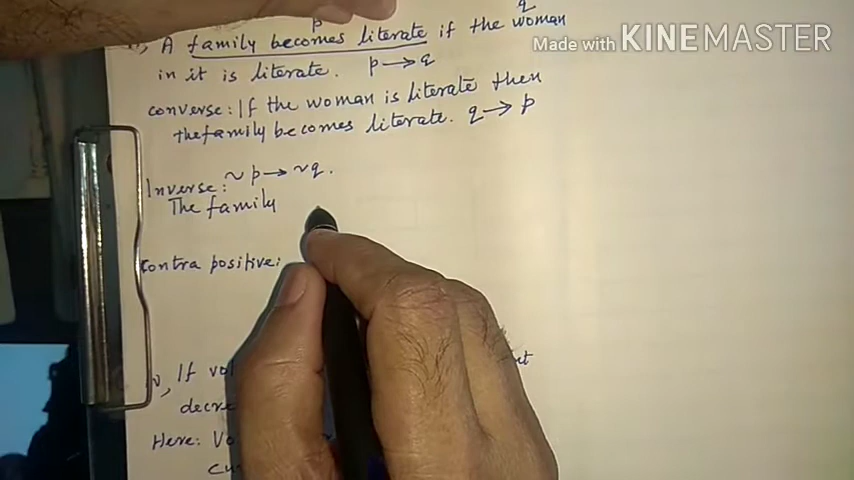 p q
A family becomes literate if the woman
in it is literate. p → q
Made with KINEMASTER
converse: If the woman is literate then
the family becomes literate. q → p
Inverse: ~p → ~q.
The family
Contra positive:
If
decre
Here: